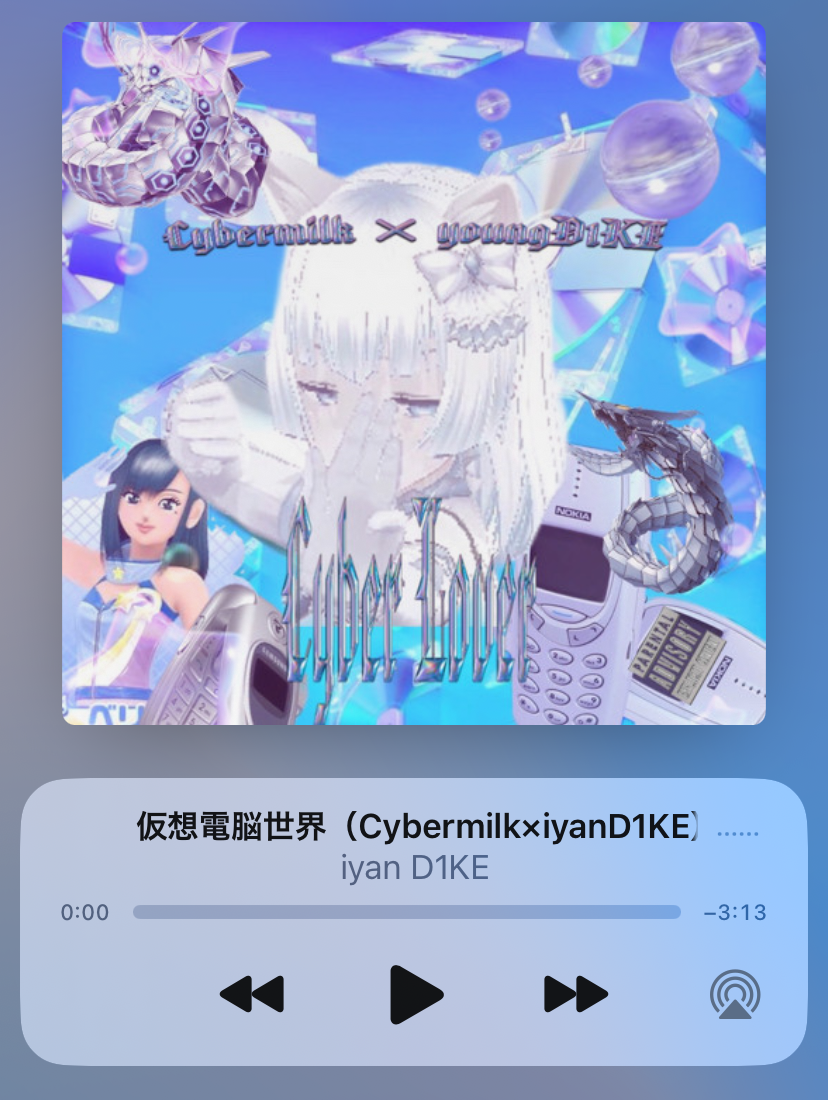 Cybermilk × youngD1KE
Cyber Lover
NOKIA
PARENTAL
ADVISORY
NOKIA
仮想電脳世界（Cybermilk×iyanD1KE）
iyan D1KE
0:00
−3:13